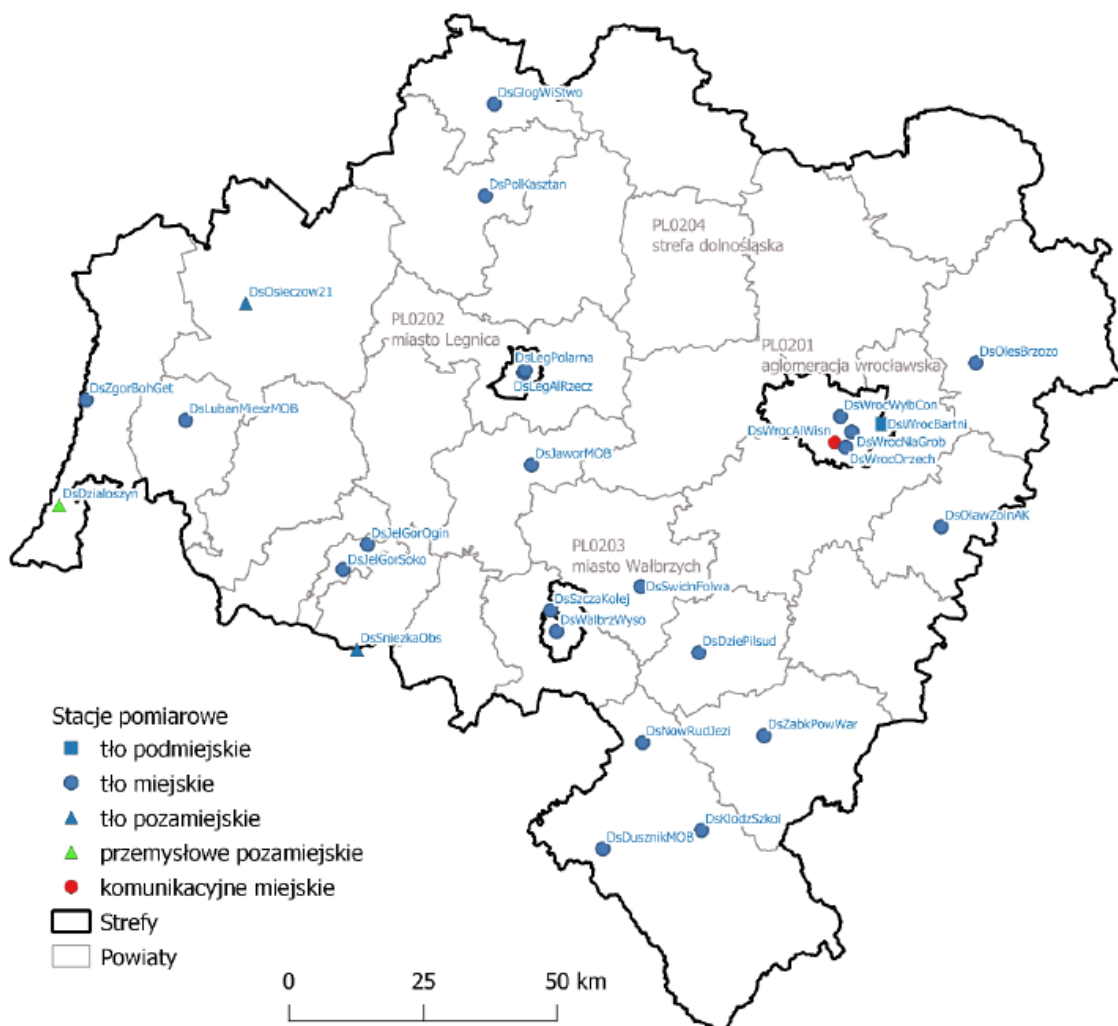 DsGlogWiStwo
DsPolKasztan
PL0204
strefa dolnośląska
DsOsieczow21
PL0202
miasto Legnica
DsLegPolarna
DsLegAlRzecz
PL0201
aglomeracja wrocławska
DsOlesBrzozo
DsZgorBohGet
DsLubanMieszMOB
DsWrocWybCon
DsWrocBartni
DsWrocAlWisn
DsWrocNaGrob
DsWrocOrzech
DsJaworMOB
DsDzialoszyn
DsOlawZolnAK
DsJelGorOgin
DsJelGorSoko
PL0203
miasto Wałbrzych
DsSwidnFolwa
DsSzczaKolej
DsWalbrzWyso
DsSniezkaObs
DsDziePilsud
DsNowRudJezi
DsZabkPowWar
DsKlodzSzkol
DsDusznikMOB
Stacje pomiarowe
tło podmiejskie
tło miejskie
tło pozamiejskie
przemysłowe pozamiejskie
komunikacyjne miejskie
Strefy
Powiaty
0 25 50 km